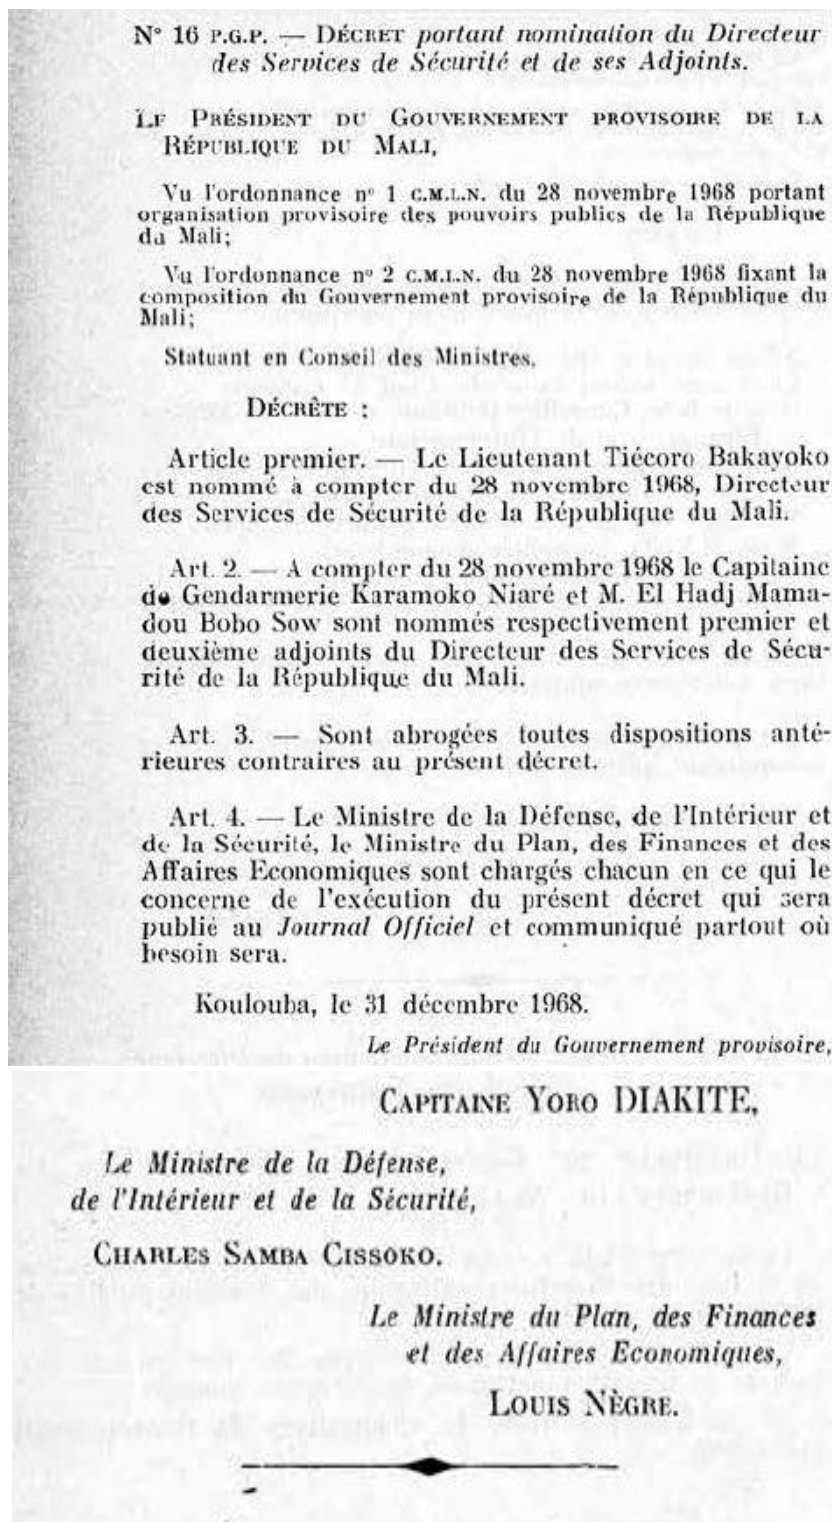 N° 16 P.G.P. — DÉCRET portant nomination du Directeur
des Services de Sécurité et de ses Adjoints.
LE PRÉSIDENT DU GOUVERNEMENT PROVISOIRE DE LA
RÉPUBLIQUE DU MALI,
Vu l'ordonnance n° 1 C.M.L.N. du 28 novembre 1968 portant
organisation provisoire des pouvoirs publics de la République
du Mali;
Vu l'ordonnance n° 2 C.M.L.N. du 28 novembre 1968 fixant la
composition du Gouvernement provisoire de la République du
Mali;
Statuant en Conseil des Ministres.
DÉCRÈTE :
Article premier. — Le Lieutenant Tiécoro Bakayoko
est nommé à compter du 28 novembre 1968, Directeur
des Services de Sécurité de la République du Mali.
Art. 2. — A compter du 28 novembre 1968 le Capitaine
de Gendarmerie Karamoko Niaré et M. El Hadj Mama-
dou Bobo Sow sont nommés respectivement premier et
deuxième adjoints du Directeur des Services de Sécu-
rité de la République du Mali.
Art. 3. — Sont abrogées toutes dispositions anté-
rieures contraires au présent décret.
Art. 4. — Le Ministre de la Défense, de l'Intérieur et
de la Sécurité, le Ministre du Plan, des Finances et des
Affaires Economiques sont chargés chacun en ce qui le
concerne de l'exécution du présent décret qui sera
publié au Journal Officiel et communiqué partout où
besoin sera.
Koulouba, le 31 décembre 1968.
Le Président du Gouvernement provisoire,
CAPITAINE YORO DIAKITE,
Le Ministre de la Défense,
de l'Intérieur et de la Sécurité,
CHARLES SAMBA CISSOKO.
Le Ministre du Plan, des Finances
et des Affaires Economiques,
LOUIS NÈGRE.